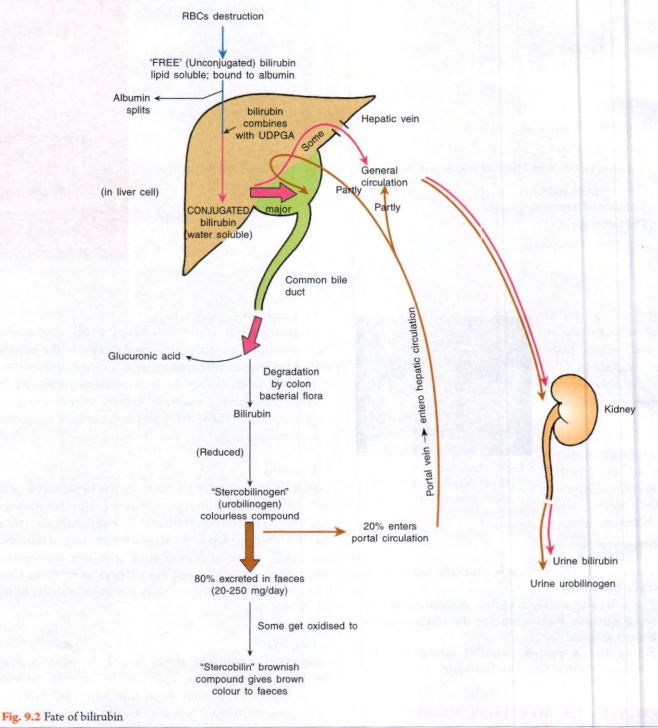 RBCs destruction
'FREE' (Unconjugated) bilirubin
lipid soluble; bound to albumin
Albumin
splits
bilirubin
combines
with UDPGA
Hepatic vein
Some
General
circulation
(in liver cell)
Partly
CONJUGATED
bilirubin
(water soluble)
major
Partly
Common bile
duct
Portal vein → entero hepatic circulation
Glucuronic acid
Degradation
by colon
bacterial flora
Bilirubin
Kidney
(Reduced)
"Stercobilinogen"
(urobilinogen)
colourless compound
20% enters
portal circulation
Urine bilirubin
Urine urobilinogen
80% excreted in faeces
(20-250 mg/day)
Some get oxidised to
"Stercobilin" brownish
compound gives brown
colour to faeces
Fig. 9.2 Fate of bilirubin